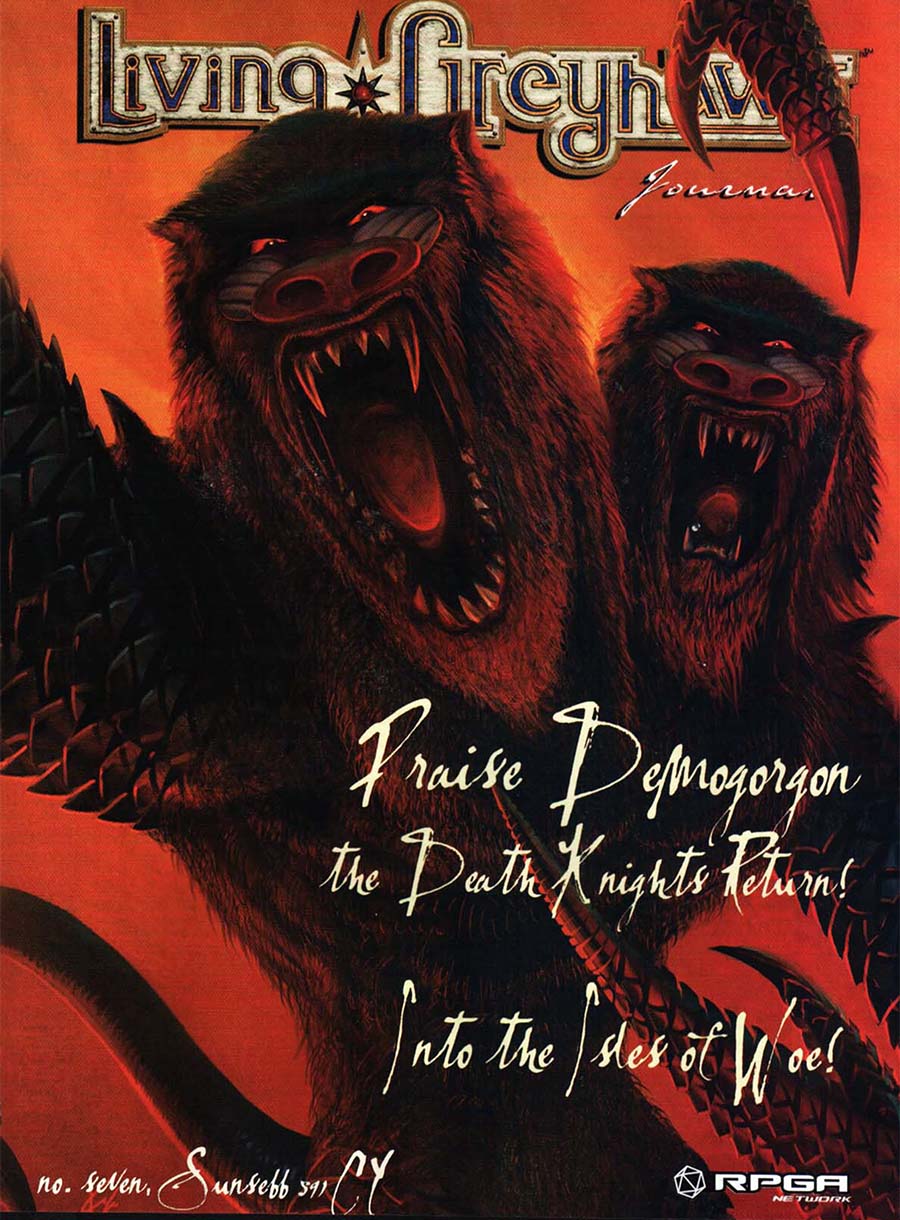 Living Greyhawk™
Journal
Praise Demogorgon
the Death Knights Return!
Into the Isles of Woe!
no. seven, Sunsebb 591 CY
RPGA
NETWORK